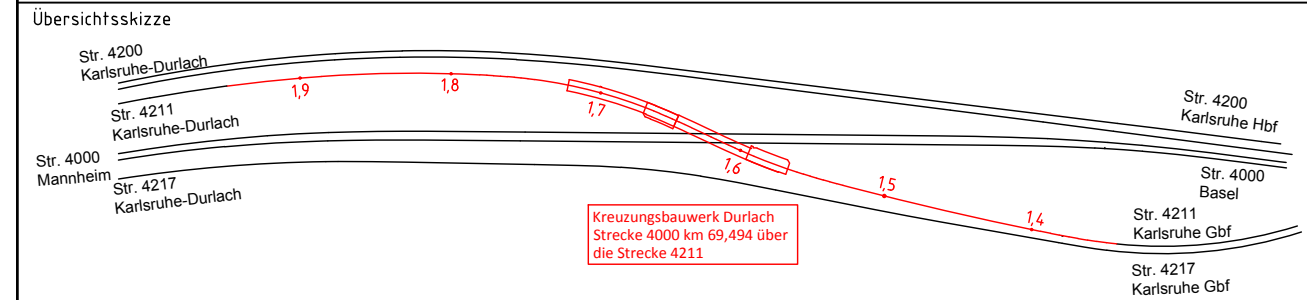 Übersichtsskizze
Str. 4200
Karlsruhe-Durlach
1,9
1,8
1,7
Str. 4211
Karlsruhe-Durlach
Str. 4200
Karlsruhe Hbf
Str. 4000
Mannheim
1,6
Str. 4000
Basel
Str. 4217
Karlsruhe-Durlach
1,5
Kreuzungsbauwerk Durlach
Strecke 4000 km 69,494 über
die Strecke 4211
1,4
Str. 4211
Karlsruhe Gbf
Str. 4217
Karlsruhe Gbf